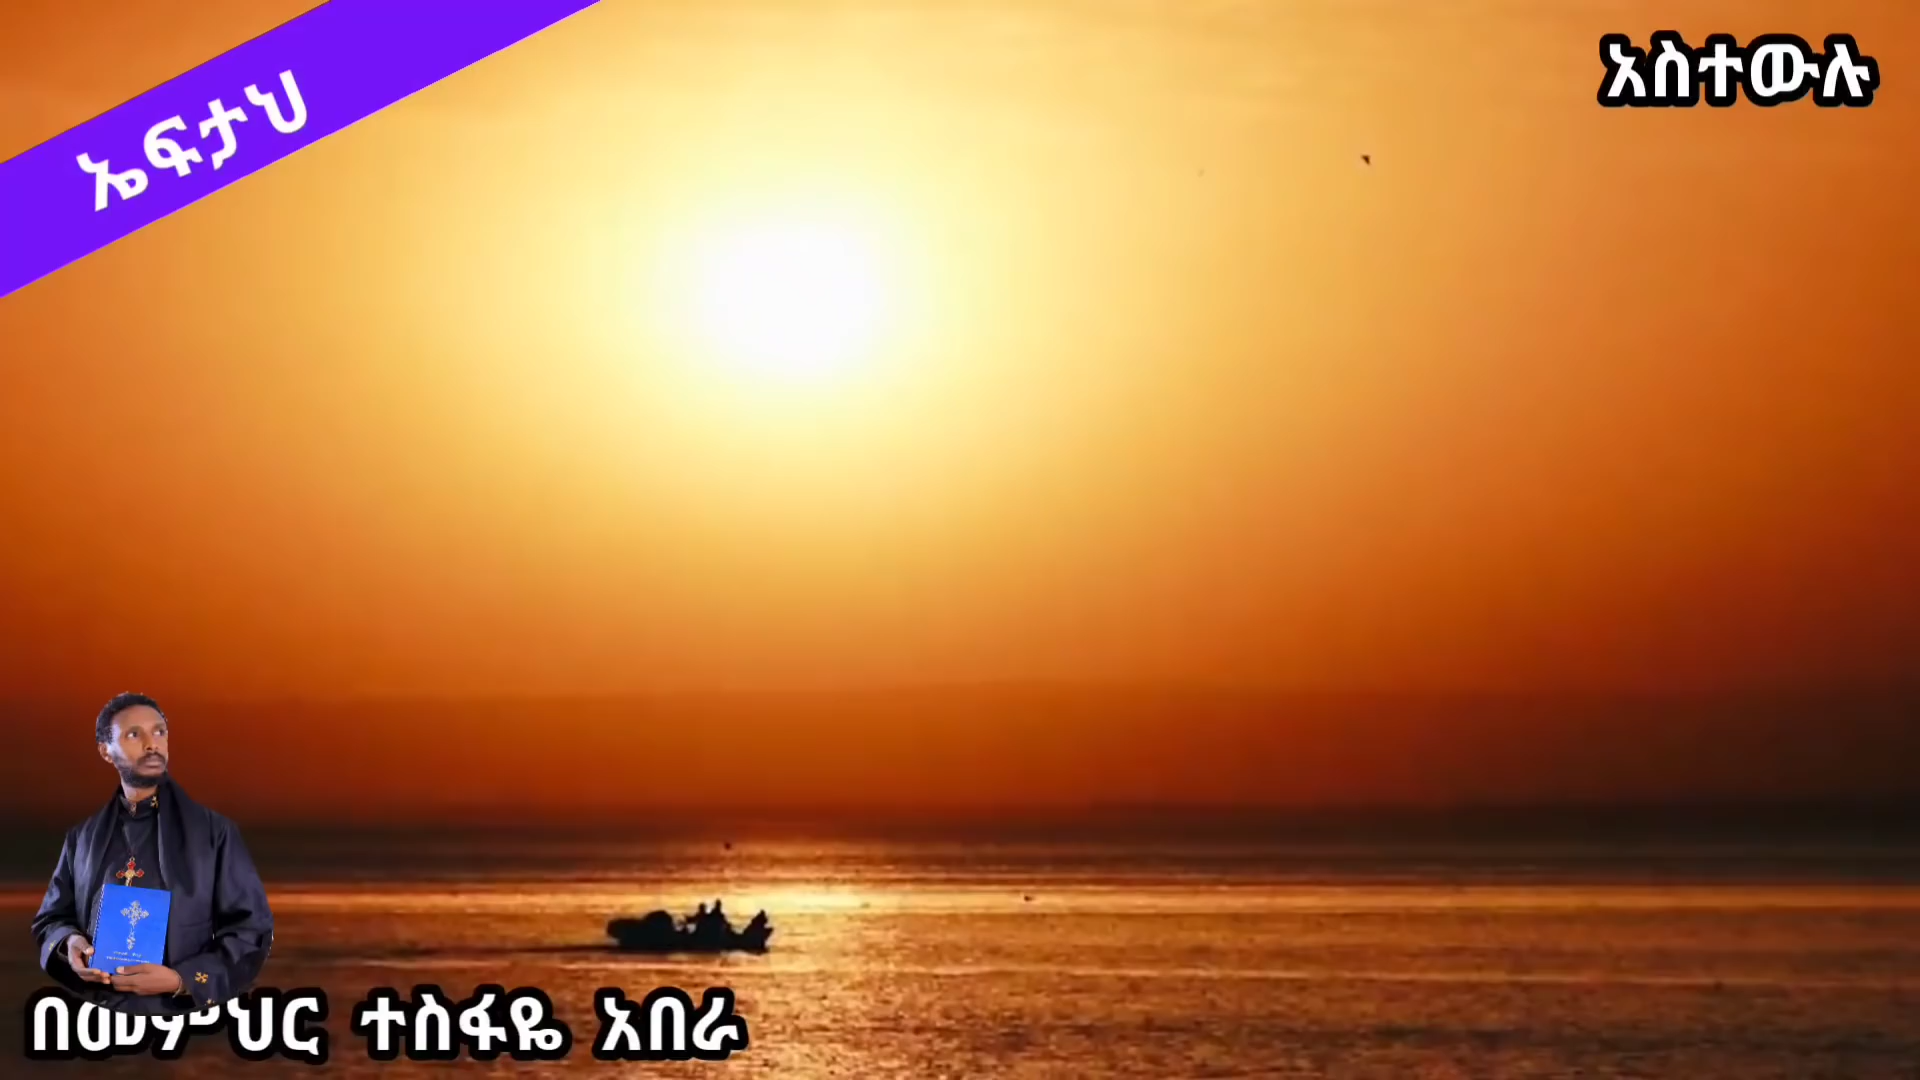 ኤፍታህ
አስተውሉ
በመምህር ተስፋዬ አበራ